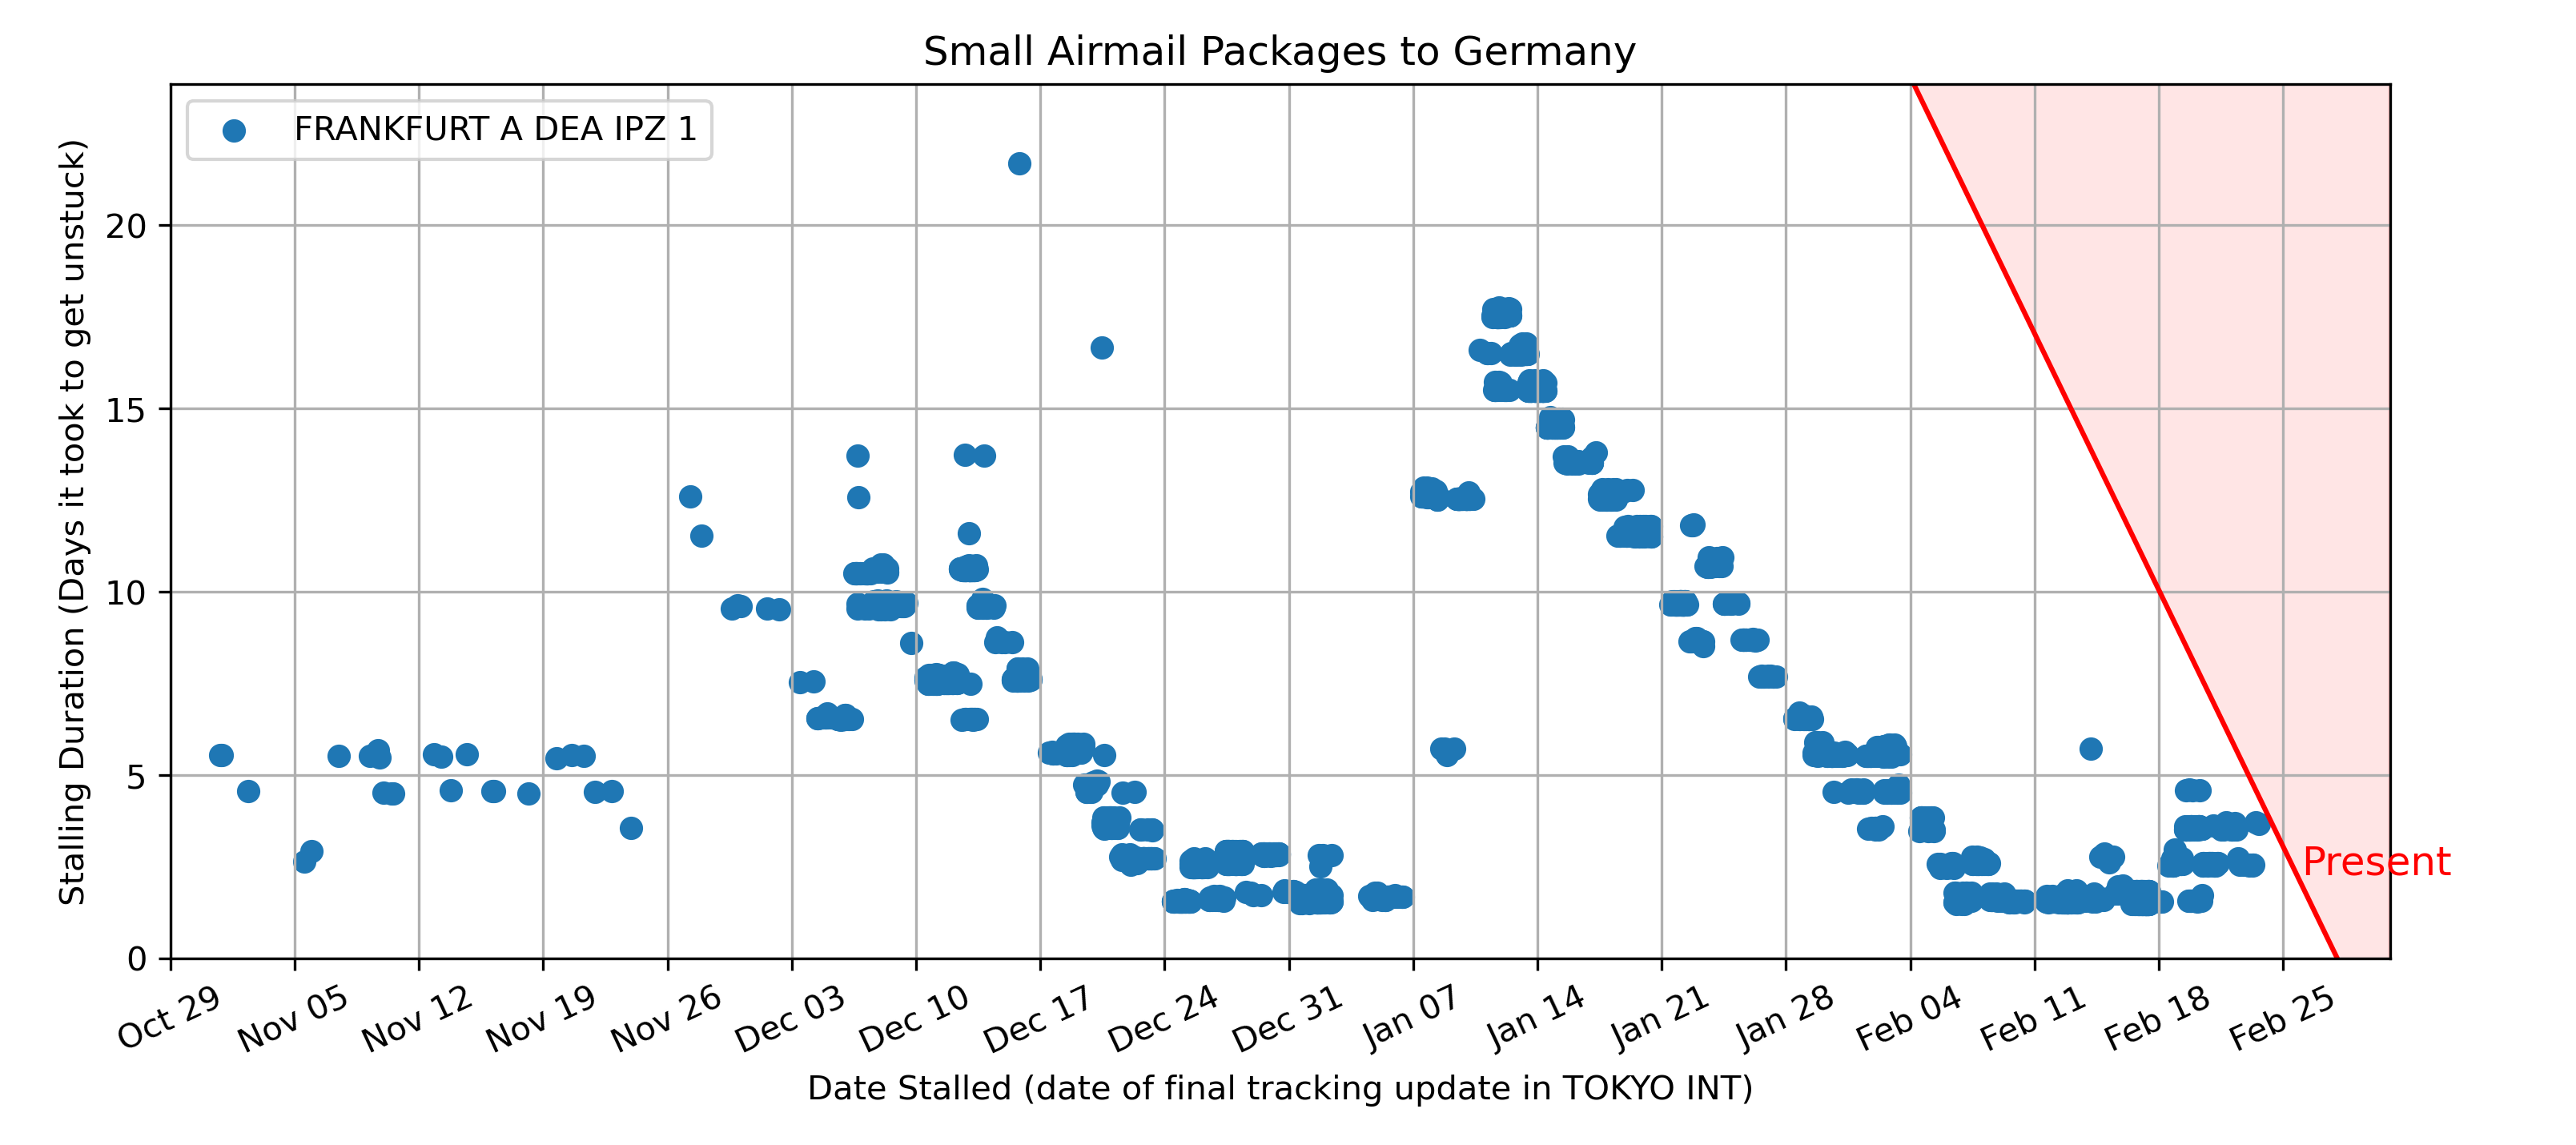 Small Airmail Packages to Germany
FRANKFURT A DEA IPZ 1
Stalling Duration (Days it took to get unstuck)
20
15
10
5
0
Present
Oct 29
Nov 05
Nov 12
Nov 19
Nov 26
Dec 03
Dec 10
Dec 17
Dec 24
Dec 31
Jan 07
Jan 14
Jan 21
Jan 28
Feb 04
Feb 11
Feb 18
Feb 25
Date Stalled (date of final tracking update in TOKYO INT)